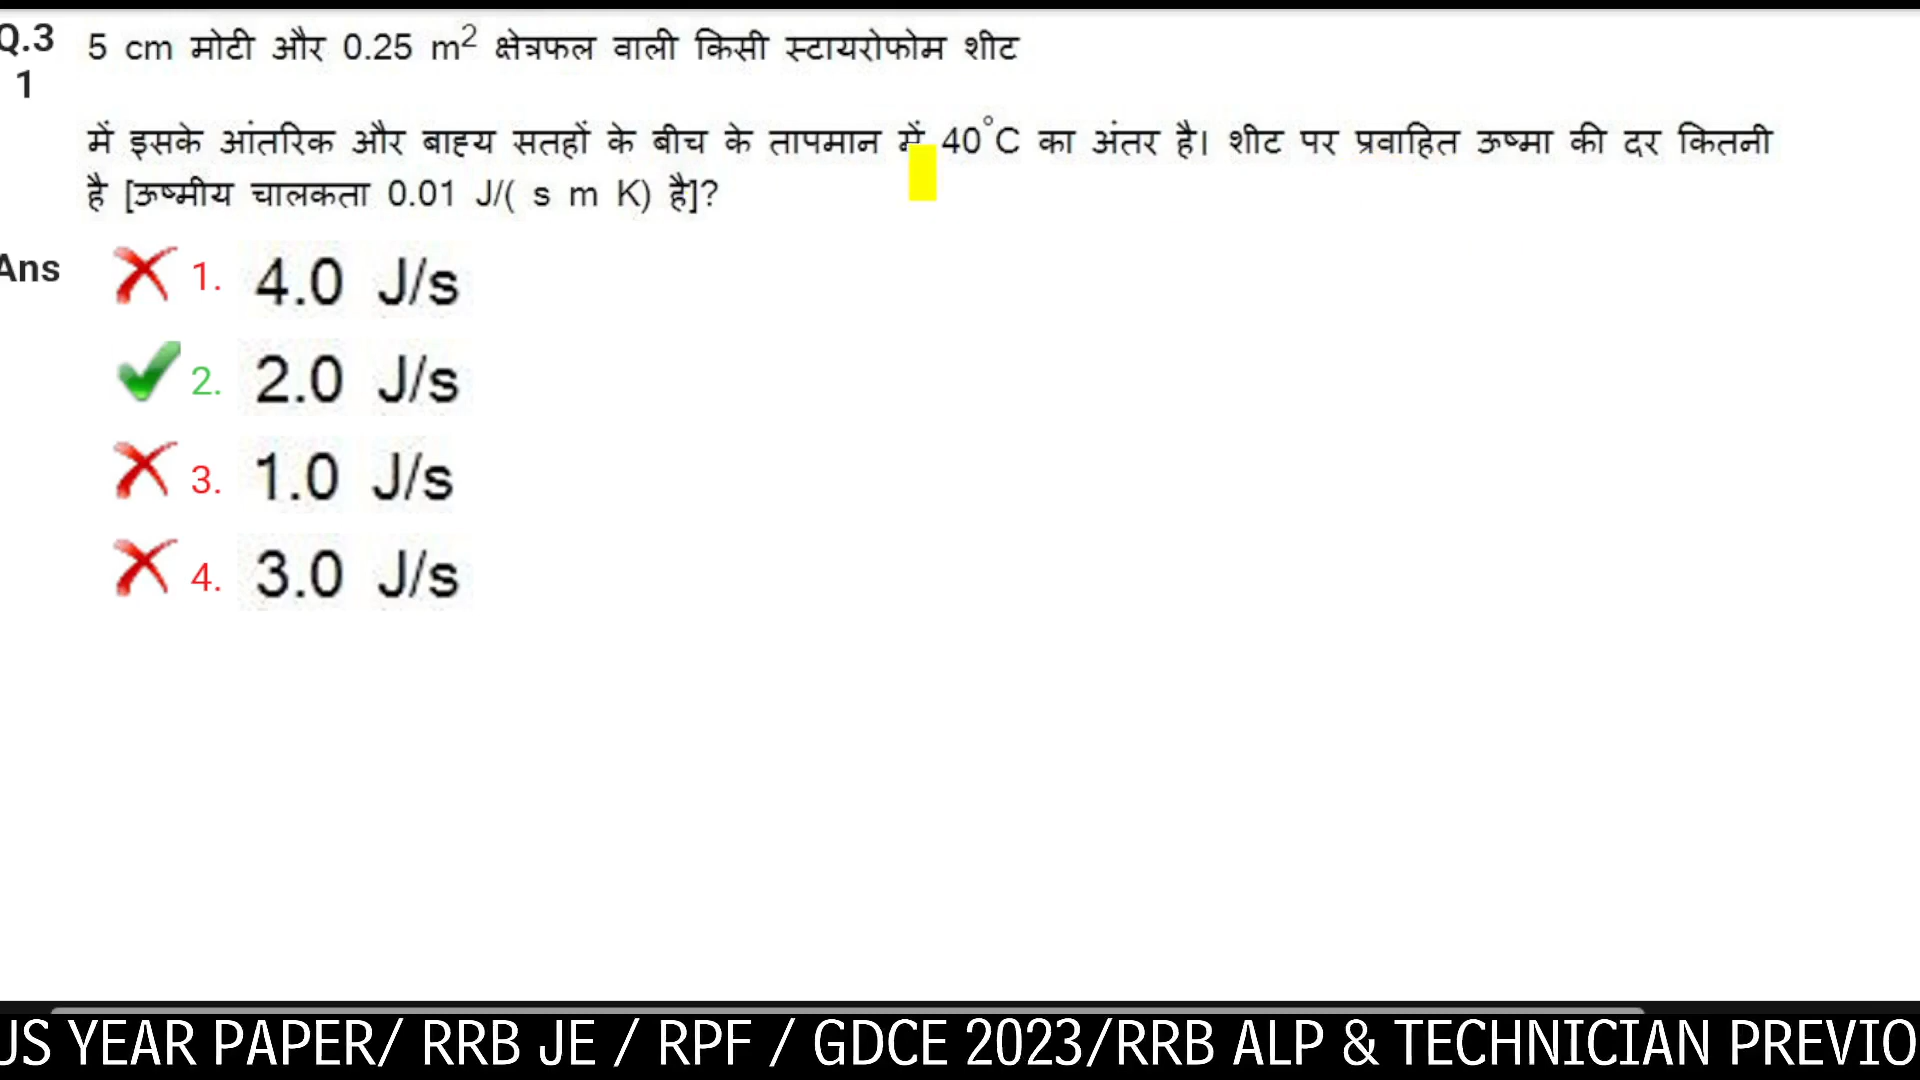 Q.3
1
5 cm मोटी और 0.25 m² क्षेत्रफल वाली किसी स्टायरोफोम शीट
में इसके आंतरिक और बाह्य सतहों के बीच के तापमान में 40°C का अंतर है। शीट पर प्रवाहित ऊष्मा की दर कितनी
है [ऊष्मीय चालकता 0.01 J/( s m K) है]?
Ans
1. 4.0 J/s
2. 2.0 J/s
3. 1.0 J/s
4. 3.0 J/s
US YEAR PAPER/ RRB JE / RPF / GDCE 2023/RRB ALP & TECHNICIAN PREVIO